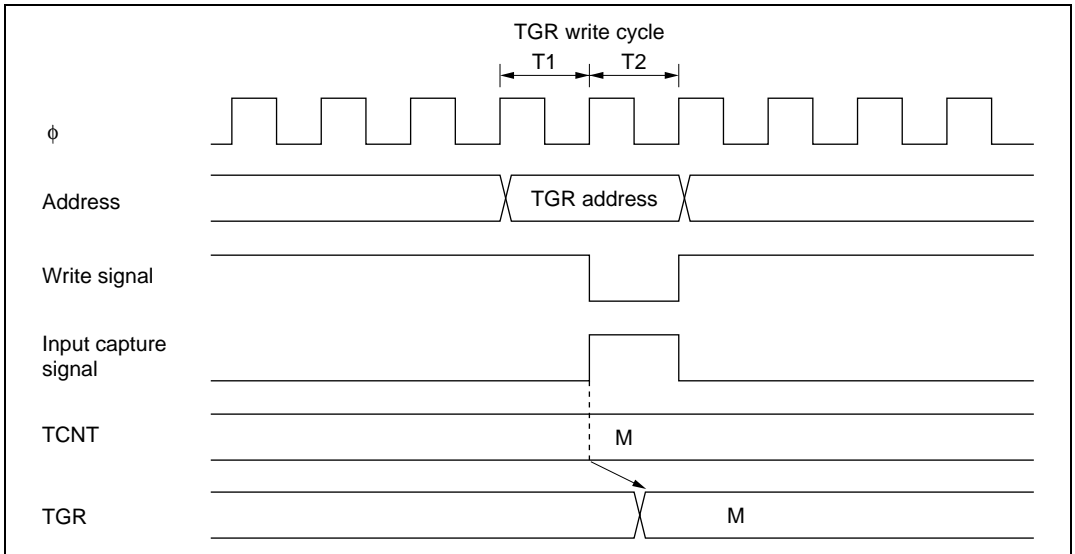 TGR write cycle
T1 T2
ϕ
Address TGR address
Write signal
Input capture
signal
TCNT M
TGR M